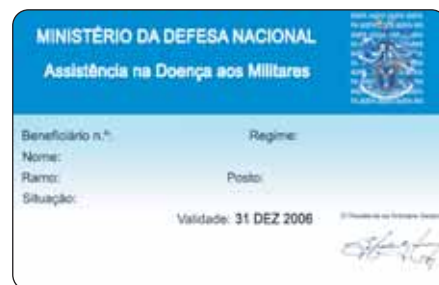 MINISTÉRIO DA DEFESA NACIONAL
Assistência na Doença aos Militares
Beneficiário n.º: Regime:
Nome:
Ramo: Posto:
Situação:
Validade: 31 DEZ 2006